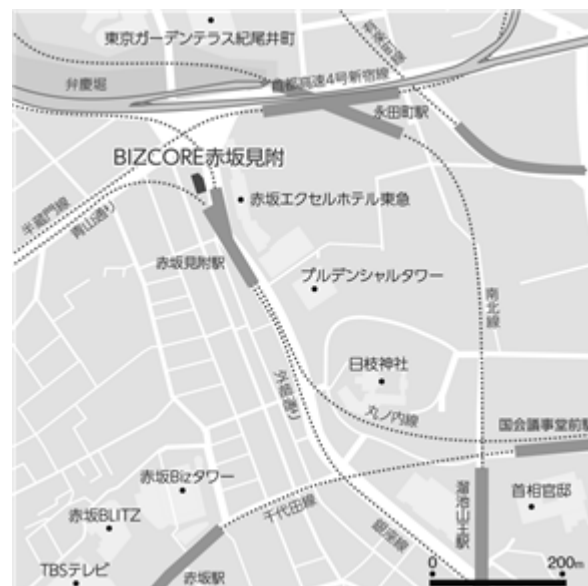 東京ガーデンテラス紀尾井町
有楽町線
弁慶堀
首都高速4号新宿線
永田町駅
BIZCORE赤坂見附
赤坂エクセルホテル東急
半蔵門線
青山通り
赤坂見附駅
プルデンシャルタワー
南北線
日枝神社
外堀通り
丸ノ内線
国会議事堂前駅
赤坂Bizタワー
千代田線
銀座線
溜池山王駅
首相官邸
赤坂BLITZ
TBSテレビ
赤坂駅
0 200m